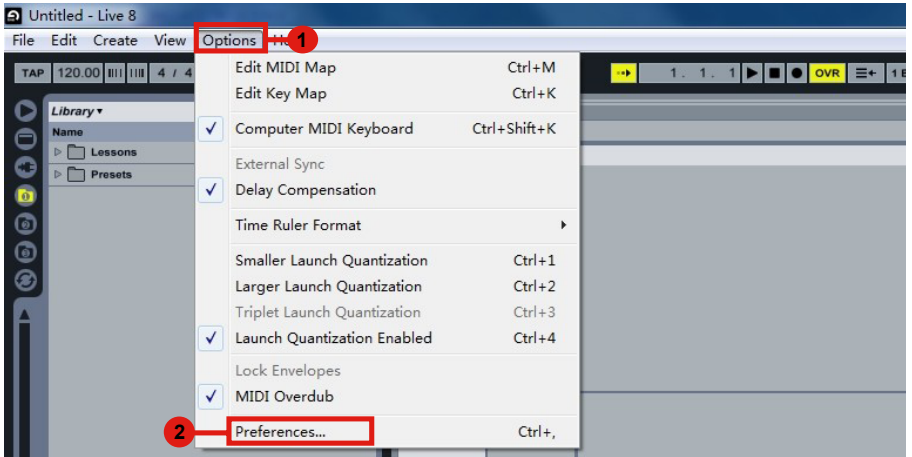 Untitled - Live 8
File Edit Create View Options 1
TAP 120.00 4 / 4 1. 1. 1 OVR
Library
Name
Lessons
Presets
Edit MIDI Map Ctrl+M
Edit Key Map Ctrl+K
Computer MIDI Keyboard Ctrl+Shift+K
External Sync
Delay Compensation
Time Ruler Format
Smaller Launch Quantization Ctrl+1
Larger Launch Quantization Ctrl+2
Triplet Launch Quantization Ctrl+3
Launch Quantization Enabled Ctrl+4
Lock Envelopes
MIDI Overdub
2 Preferences... Ctrl+,